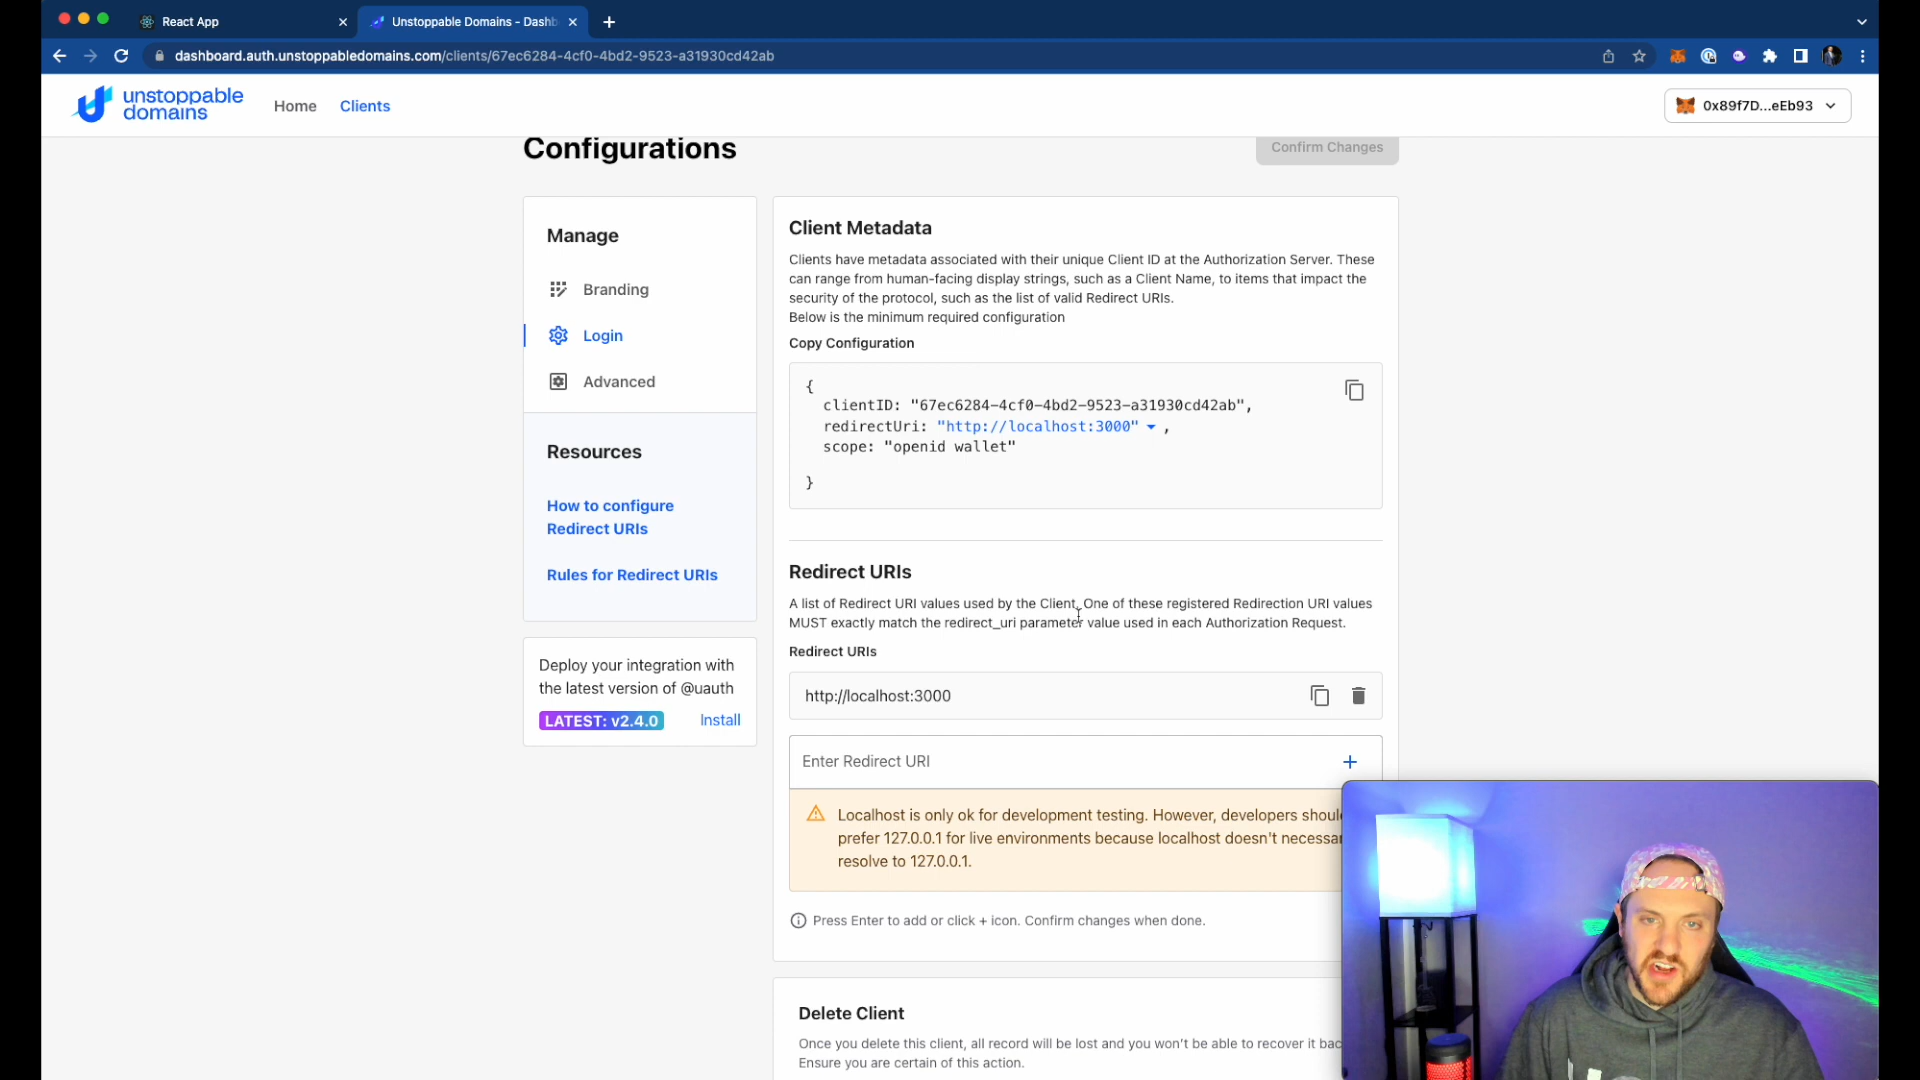 React App
Unstoppable Domains - Dashb
dashboard.auth.unstoppabledomains.com/clients/67ec6284-4cf0-4bd2-9523-a31930cd42ab
unstoppable
domains
Home
Clients
0x89f7D...eEb93
Configurations
Confirm Changes
Manage
Branding
Login
Advanced
Resources
How to configure
Redirect URIs
Rules for Redirect URIs
Deploy your integration with
the latest version of @uauth
LATEST: v2.4.0
Install
Client Metadata
Clients have metadata associated with their unique Client ID at the Authorization Server. These
can range from human-facing display strings, such as a Client Name, to items that impact the
security of the protocol, such as the list of valid Redirect URIs.
Below is the minimum required configuration
Copy Configuration
{
clientID: "67ec6284-4cf0-4bd2-9523-a31930cd42ab",
redirectUri: "http://localhost:3000" ,
scope: "openid wallet"
}
Redirect URIs
A list of Redirect URI values used by the Client. One of these registered Redirection URI values
MUST exactly match the redirect_uri parameter value used in each Authorization Request.
Redirect URIs
http://localhost:3000
Enter Redirect URI
Localhost is only ok for development testing. However, developers shoul
prefer 127.0.0.1 for live environments because localhost doesn't necessar
resolve to 127.0.0.1.
Press Enter to add or click + icon. Confirm changes when done.
Delete Client
Once you delete this client, all record will be lost and you won't be able to recover it bac
Ensure you are certain of this action.